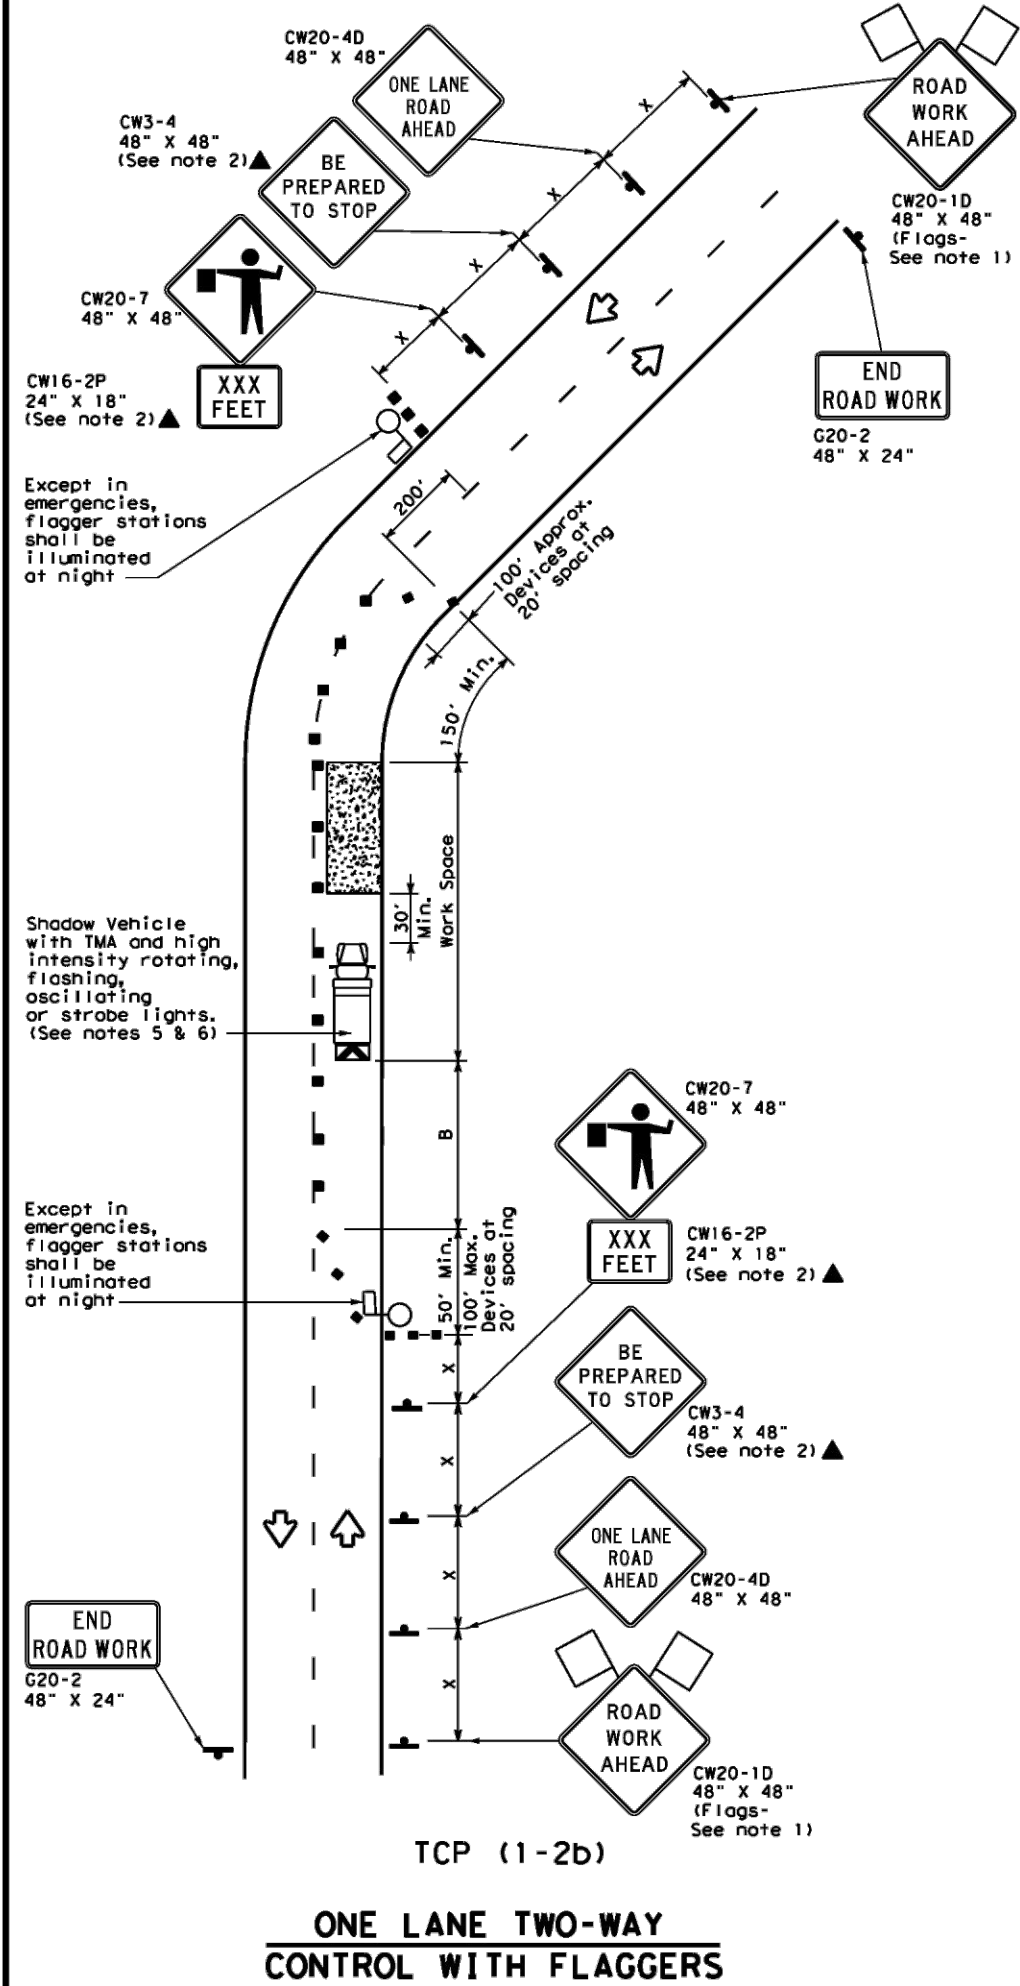 CW20-4D
48" X 48"
ONE LANE
ROAD
AHEAD
ROAD
WORK
AHEAD
CW20-1D
48" X 48"
(Flags-
See note 1)
CW3-4
48" X 48"
(See note 2)▲
BE
PREPARED
TO STOP
X
X
X
X
CW20-7
48" X 48"
CW16-2P
24" X 18"
(See note 2)▲
XXX
FEET
END
ROAD WORK
G20-2
48" X 24"
Except in
emergencies,
flagger stations
shall be
illuminated
at night
200'
100' Approx.
Devices at
20' spacing
150' Min.
Work Space
30'
Min.
Shadow Vehicle
with TMA and high
intensity rotating,
flashing,
oscillating
or strobe lights.
(See notes 5 & 6)
B
CW20-7
48" X 48"
XXX
FEET
CW16-2P
24" X 18"
(See note 2)▲
Except in
emergencies,
flagger stations
shall be
illuminated
at night
50' Min.
100' Max.
Devices at
20' spacing
X
X
X
X
BE
PREPARED
TO STOP
CW3-4
48" X 48"
(See note 2)▲
ONE LANE
ROAD
AHEAD
CW20-4D
48" X 48"
END
ROAD WORK
G20-2
48" X 24"
ROAD
WORK
AHEAD
CW20-1D
48" X 48"
(Flags-
See note 1)
TCP (1-2b)
ONE LANE TWO-WAY
CONTROL WITH FLAGGERS